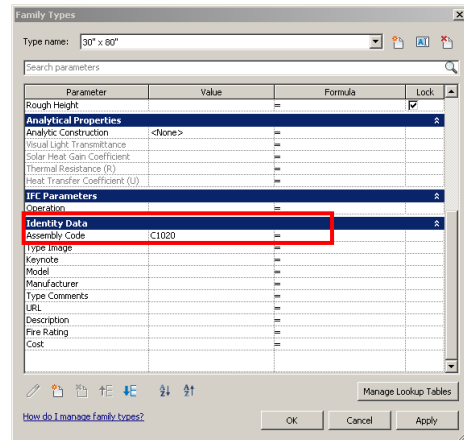 Family Types
Type name: 30" x 80"
Search parameters
Parameter Value Formula Lock
Rough Height =
Analytical Properties
Analytic Construction <None> =
Visual Light Transmittance =
Solar Heat Gain Coefficient =
Thermal Resistance (R) =
Heat Transfer Coefficient (U) =
IFC Parameters
Operation =
Identity Data
Assembly Code C1020 =
Type Image =
Keynote =
Model =
Manufacturer =
Type Comments =
URL =
Description =
Fire Rating =
Cost =
Manage Lookup Tables
How do I manage family types? OK Cancel Apply